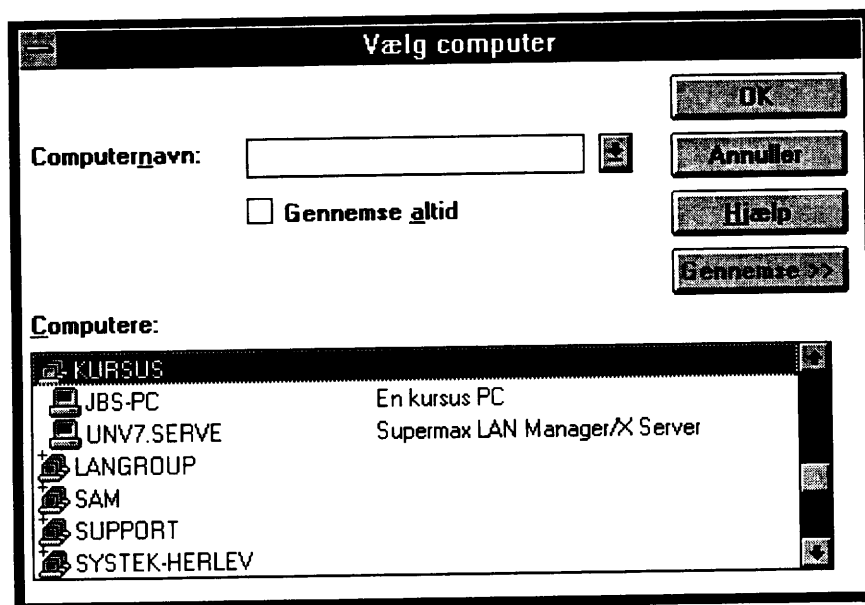 Vælg computer
OK
Computernavn:
Annuller
Gennemse altid
Hjælp
Gennemse >>
Computere:
KURSUS
JBS-PC En kursus PC
UNV7.SERVE Supermax LAN Manager/X Server
LANGROUP
SAM
SUPPORT
SYSTEK-HERLEV